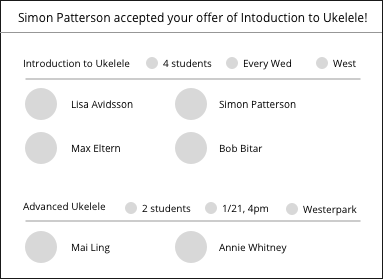 Simon Patterson accepted your offer of Intoduction to Ukelele!
Introduction to Ukelele 4 students Every Wed West
Lisa Avidsson Simon Patterson
Max Eltern Bob Bitar
Advanced Ukelele 2 students 1/21, 4pm Westerpark
Mai Ling Annie Whitney